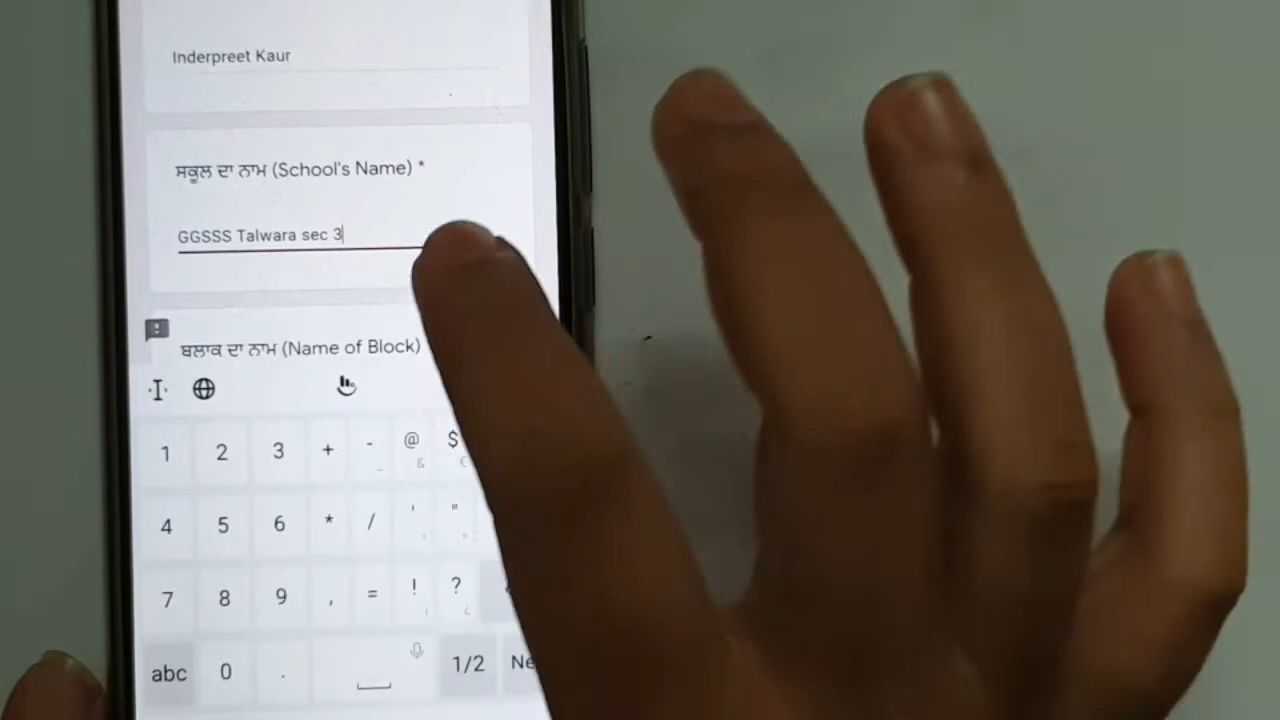 Inderpreet Kaur
ਸਕੂਲ ਦਾ ਨਾਮ (School's Name) *
GGSSS Talwara sec 3
ਬਲਾਕ ਦਾ ਨਾਮ (Name of Block)
1 2 3 + - @ $
_ & €
4 5 6 * / ' "
7 8 9 , = ! ?
¡ ¿
abc 0 . 1/2 Ne